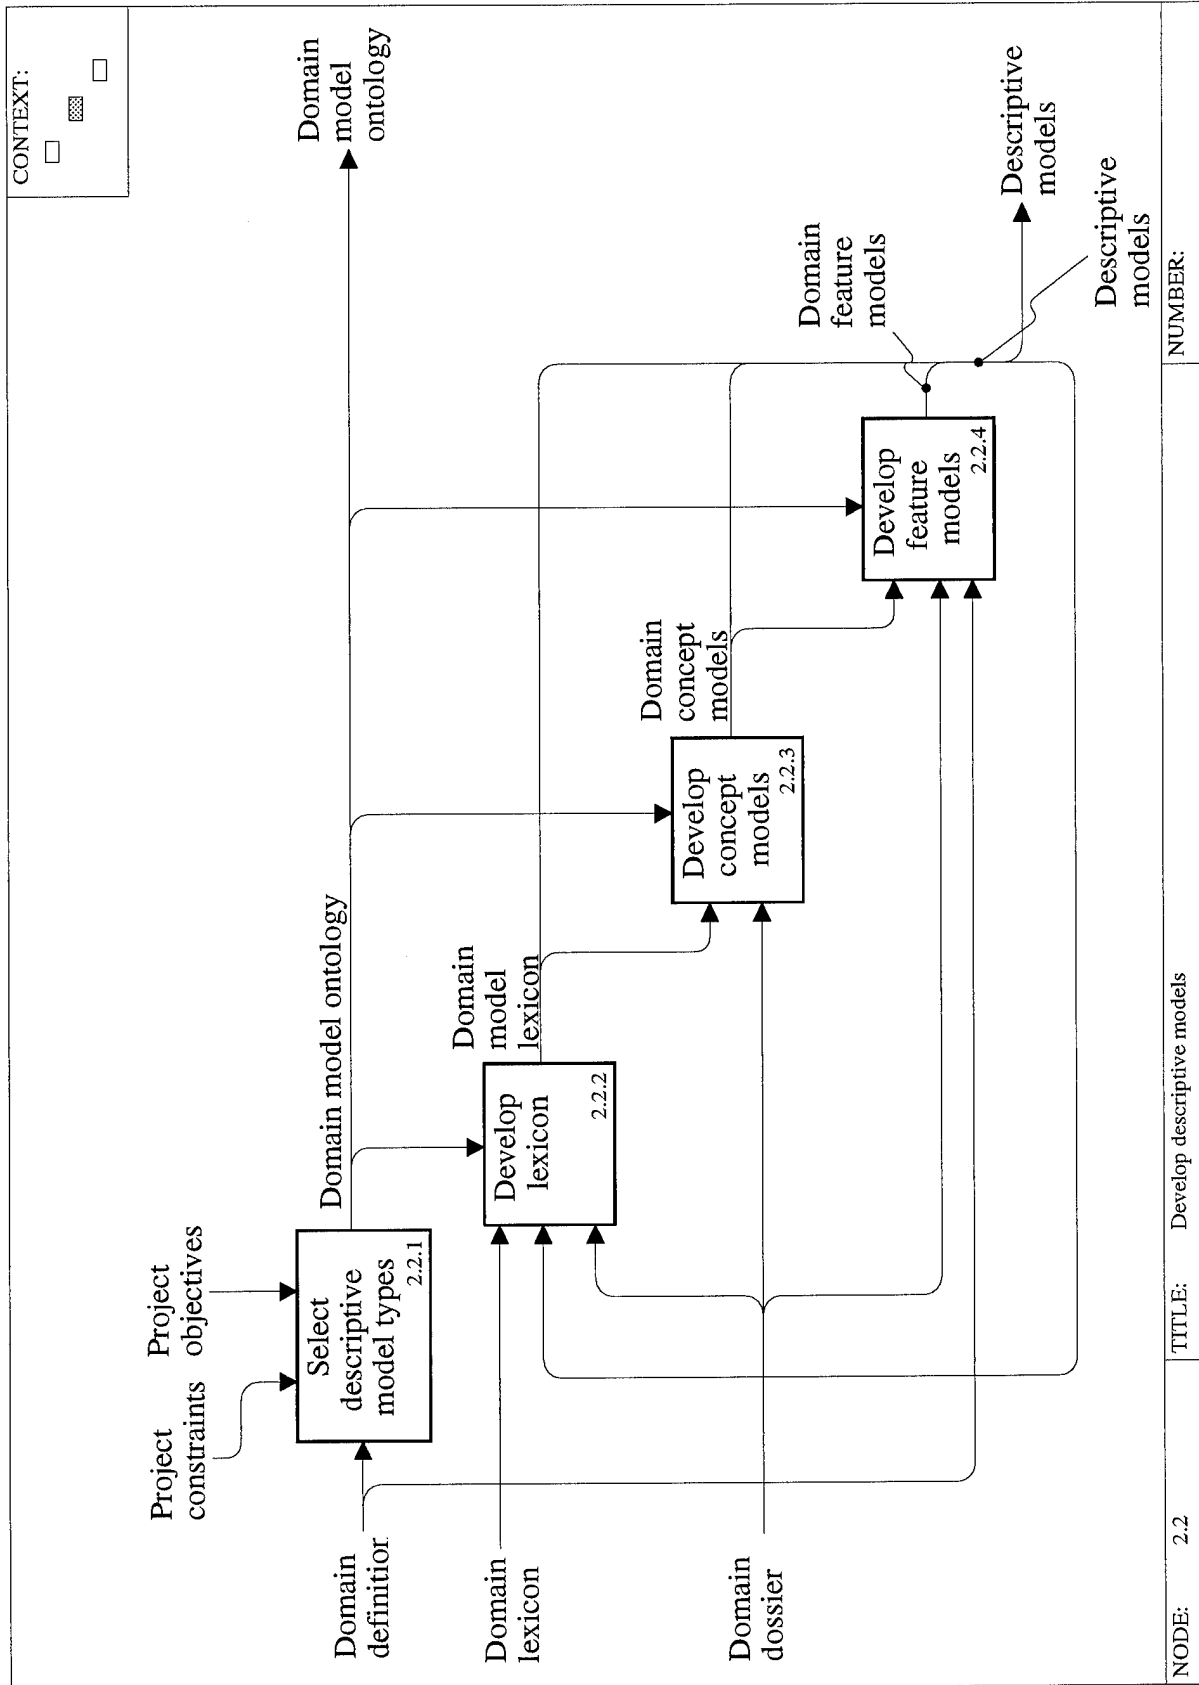 CONTEXT:
Project
constraints
Project
objectives
Domain model ontology
Domain
model
ontology
Select
descriptive
model types
2.2.1
Domain
definitior
Domain
model
lexicon
Develop
lexicon
2.2.2
Domain
lexicon
Domain
concept
models
Develop
concept
models
2.2.3
Domain
dossier
Domain
feature
models
Develop
feature
models
2.2.4
Descriptive
models
Descriptive
models
NODE:
2.2
TITLE:
Develop descriptive models
NUMBER: